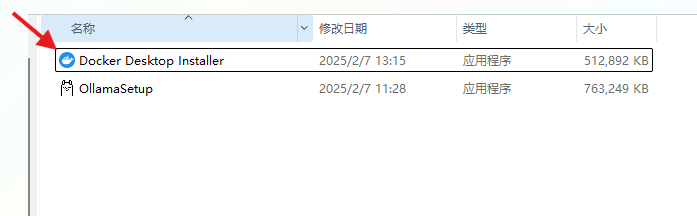 名称 修改日期 类型 大小
Docker Desktop Installer 2025/2/7 13:15 应用程序 512,892 KB
OllamaSetup 2025/2/7 11:28 应用程序 763,249 KB